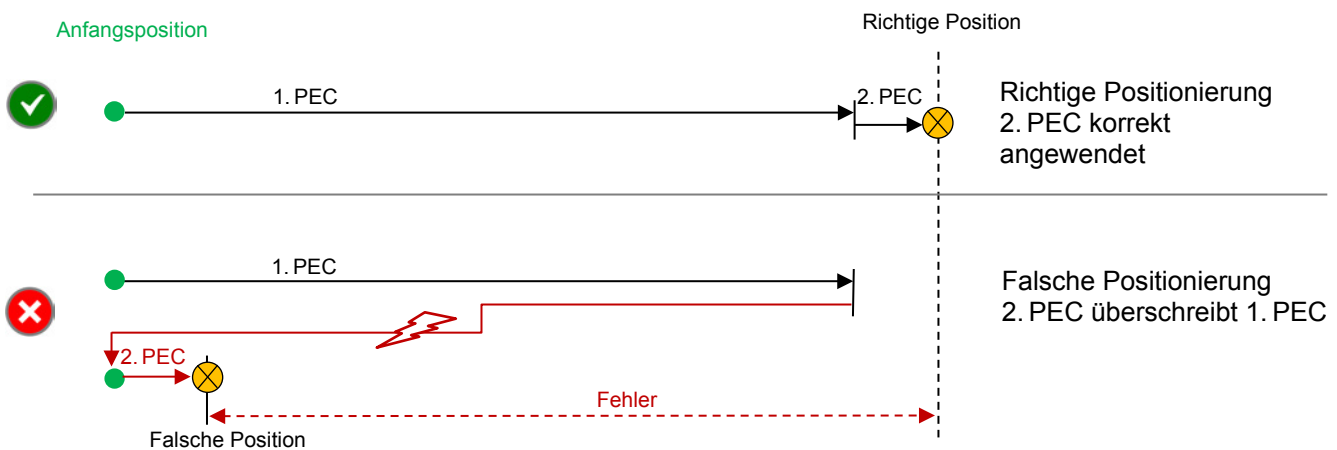 Anfangsposition
Richtige Position
1. PEC
2. PEC
Richtige Positionierung
2. PEC korrekt
angewendet
1. PEC
Falsche Positionierung
2. PEC überschreibt 1. PEC
2. PEC
Fehler
Falsche Position